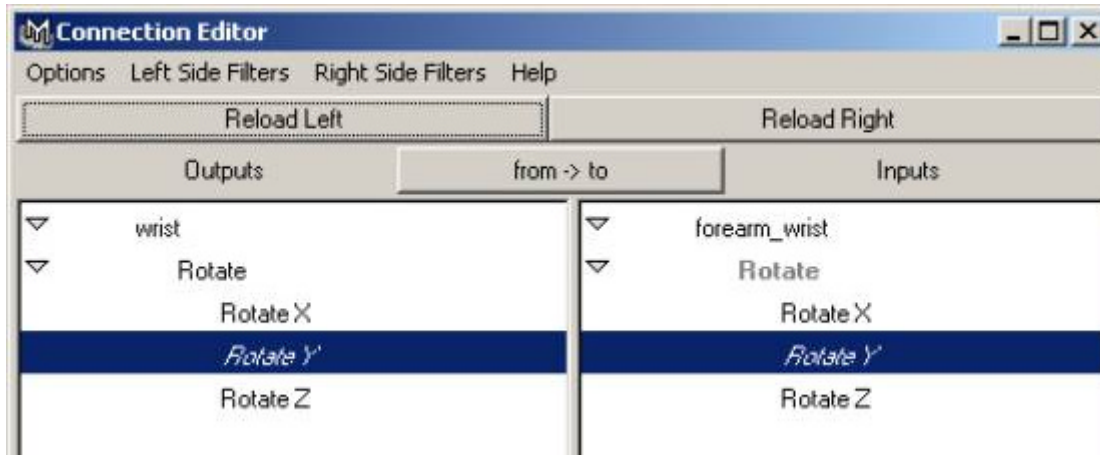 Connection Editor
Options Left Side Filters Right Side Filters Help
Reload Left Reload Right
Outputs from -> to Inputs
wrist forearm_wrist
Rotate Rotate
Rotate X Rotate X
Rotate Y Rotate Y
Rotate Z Rotate Z